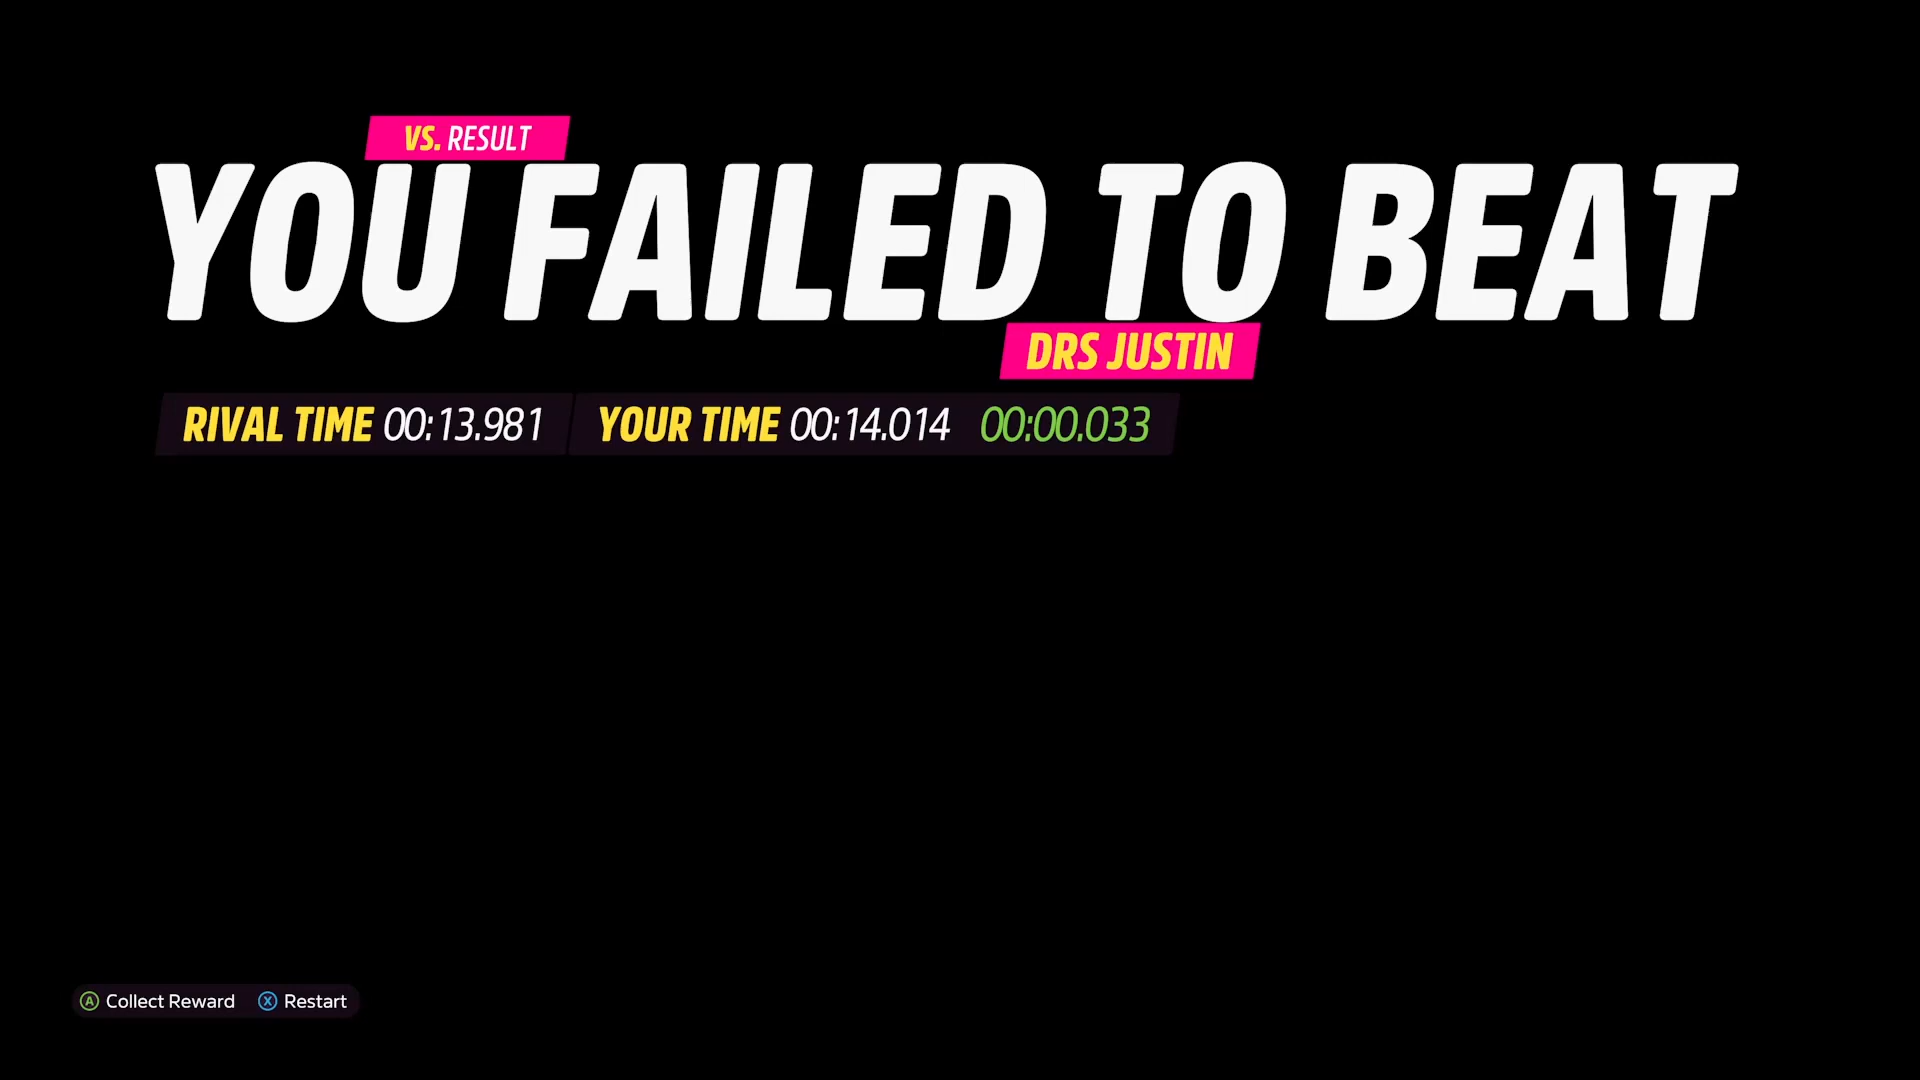 VS. RESULT
YOU FAILED TO BEAT
DRS JUSTIN
RIVAL TIME 00:13.981 YOUR TIME 00:14.014 00:00.033
A Collect Reward X Restart